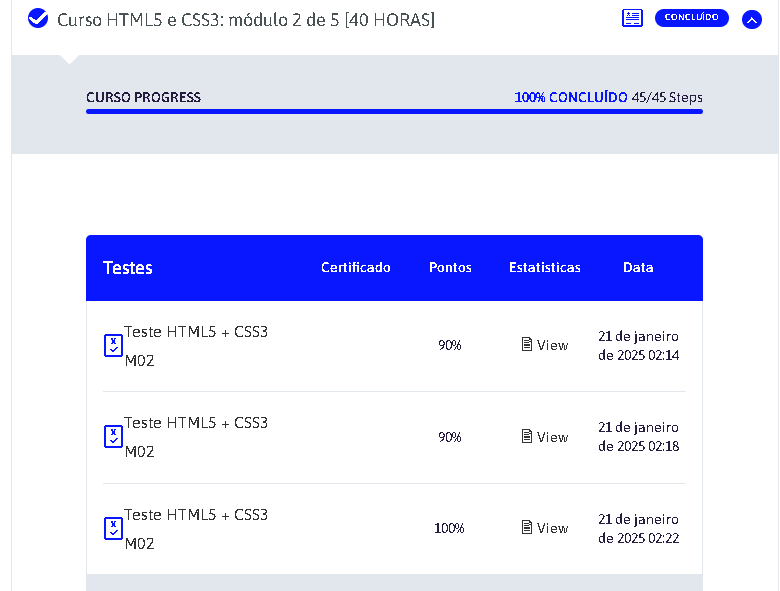 Curso HTML5 e CSS3: módulo 2 de 5 [40 HORAS]
CONCLUÍDO
CURSO PROGRESS
100% CONCLUÍDO 45/45 Steps
Testes
Certificado
Pontos
Estatisticas
Data
Teste HTML5 + CSS3
M02
90%
View
21 de janeiro
de 2025 02:14
Teste HTML5 + CSS3
M02
90%
View
21 de janeiro
de 2025 02:18
Teste HTML5 + CSS3
M02
100%
View
21 de janeiro
de 2025 02:22